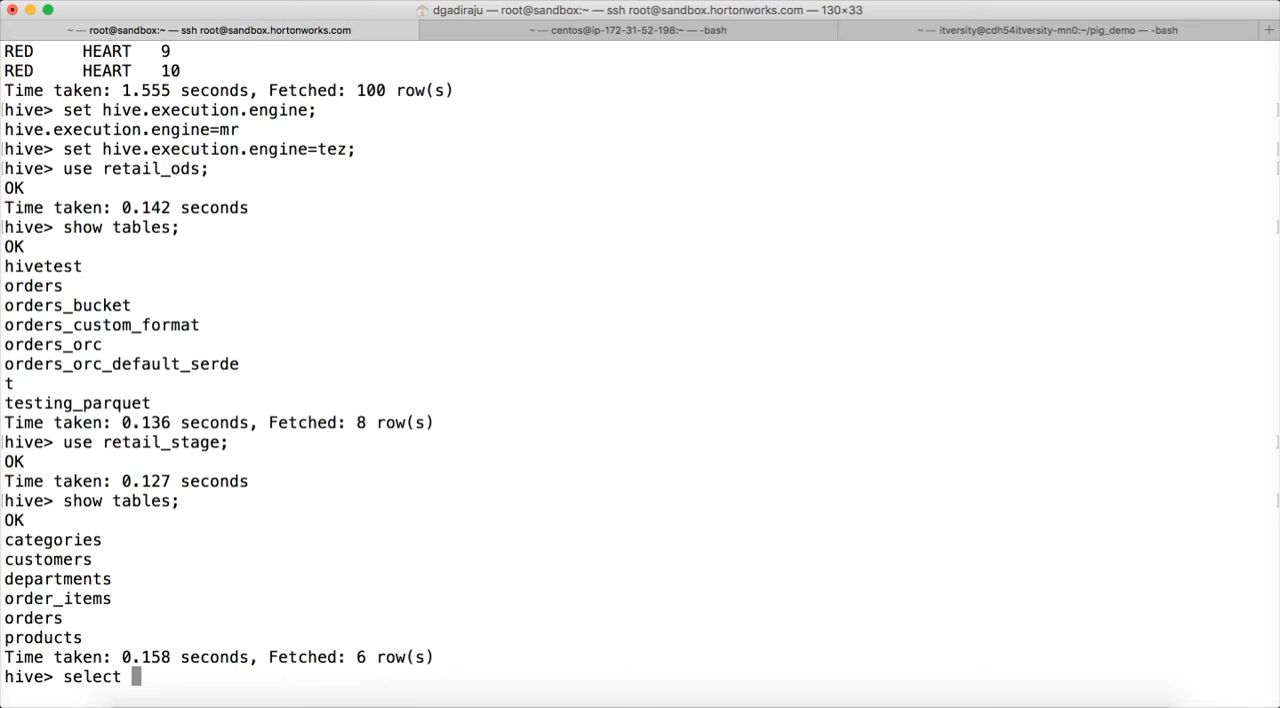 dgadiraju — root@sandbox:~ — ssh root@sandbox.hortonworks.com — 130×33
~ — root@sandbox:~ — ssh root@sandbox.hortonworks.com
~ — centos@ip-172-31-52-198:~ — -bash
~ — itversity@cdh54itversity-mn0:~/pig_demo — -bash
RED     HEART   9
RED     HEART   10
Time taken: 1.555 seconds, Fetched: 100 row(s)
hive> set hive.execution.engine;
hive.execution.engine=mr
hive> set hive.execution.engine=tez;
hive> use retail_ods;
OK
Time taken: 0.142 seconds
hive> show tables;
OK
hivetest
orders
orders_bucket
orders_custom_format
orders_orc
orders_orc_default_serde
t
testing_parquet
Time taken: 0.136 seconds, Fetched: 8 row(s)
hive> use retail_stage;
OK
Time taken: 0.127 seconds
hive> show tables;
OK
categories
customers
departments
order_items
orders
products
Time taken: 0.158 seconds, Fetched: 6 row(s)
hive> select